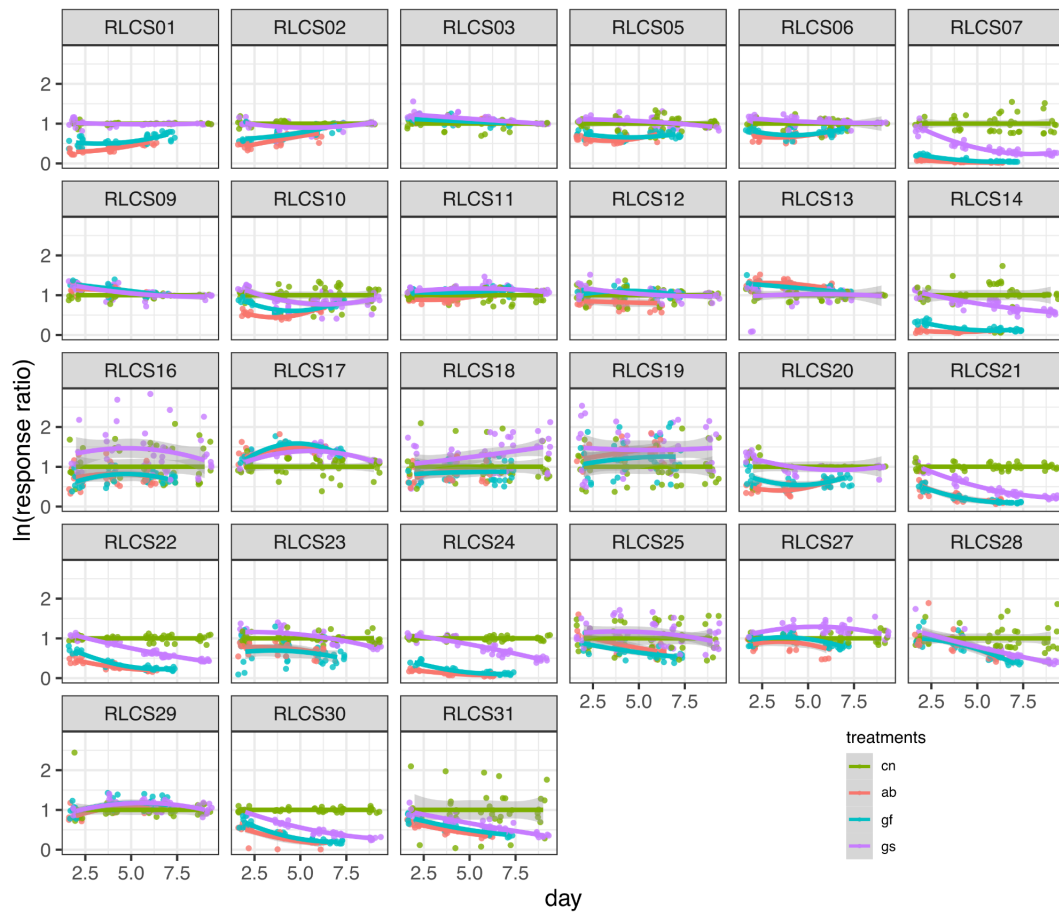 RLCS01 RLCS02 RLCS03 RLCS05 RLCS06 RLCS07
2
1
0
RLCS09 RLCS10 RLCS11 RLCS12 RLCS13 RLCS14
2
1
0
RLCS16 RLCS17 RLCS18 RLCS19 RLCS20 RLCS21
2
1
0
ln(response ratio)
RLCS22 RLCS23 RLCS24 RLCS25 RLCS27 RLCS28
2
1
0
2.5 5.0 7.5 2.5 5.0 7.5 2.5 5.0 7.5
RLCS29 RLCS30 RLCS31
2
1
0
2.5 5.0 7.5 2.5 5.0 7.5 2.5 5.0 7.5
day
treatments
cn
ab
gf
gs